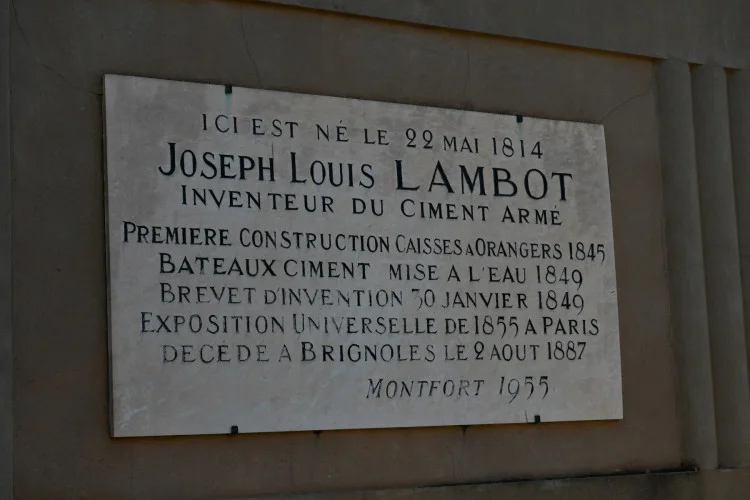 ICI EST NÉ LE 22 MAI 1814
JOSEPH LOUIS LAMBOT
INVENTEUR DU CIMENT ARMÉ
PREMIERE CONSTRUCTION CAISSES A ORANGERS 1845
BATEAUX CIMENT MISE A L'EAU 1849
BREVET D'INVENTION 30 JANVIER 1849
EXPOSITION UNIVERSELLE DE 1855 A PARIS
DECÉDÉ A BRIGNOLES LE 2 AOUT 1887
MONTFORT 1955